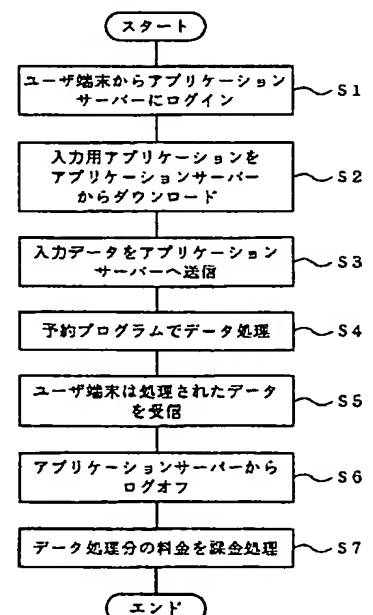 スタート
ユーザ端末からアプリケーション
サーバーにログイン
S1
入力用アプリケーションを
アプリケーションサーバー
からダウンロード
S2
入力データをアプリケーション
サーバーへ送信
S3
予約プログラムでデータ処理
S4
ユーザ端末は処理されたデータ
を受信
S5
アプリケーションサーバーから
ログオフ
S6
データ処理分の料金を課金処理
S7
エンド